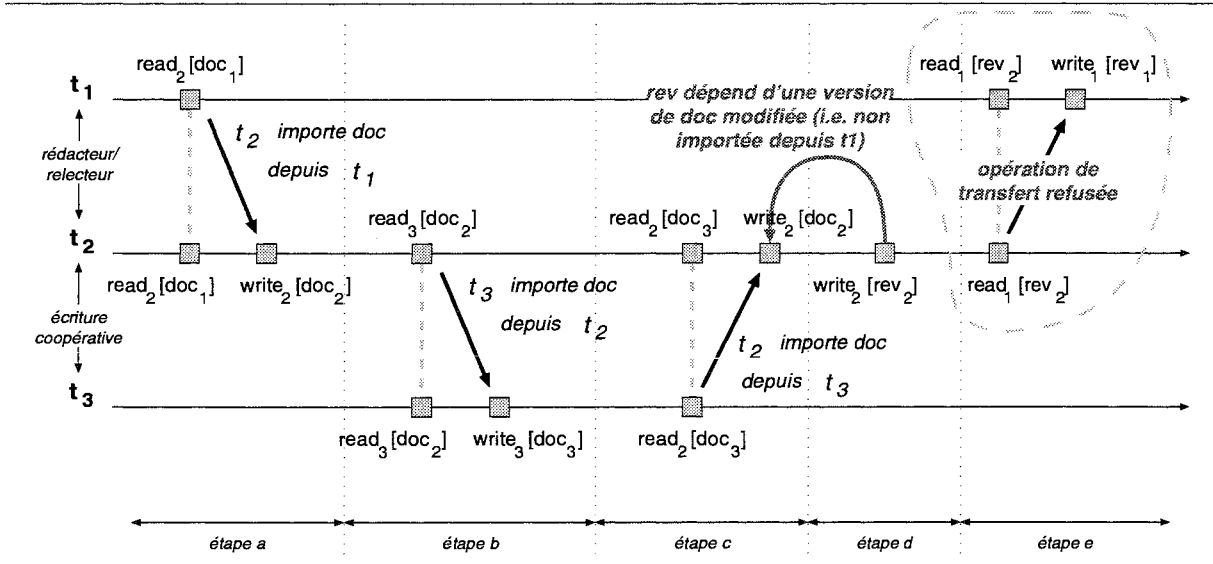 read₂[doc₁]
read₁[rev₂]
write₁[rev₁]
t₁
rev dépend d'une version
de doc modifiée (i.e. non
importée depuis t1)
t₂ importe doc
depuis t₁
rédacteur/
relecteur
opération de
transfert refusée
read₃[doc₂]
read₂[doc₃]
write₂[doc₂]
t₂
read₂[doc₁]
write₂[doc₂]
t₃ importe doc
depuis t₂
write₂[rev₂]
read₁[rev₂]
écriture
coopérative
t₂ importe doc
depuis t₃
t₃
read₃[doc₂]
write₃[doc₃]
read₂[doc₃]
étape a
étape b
étape c
étape d
étape e